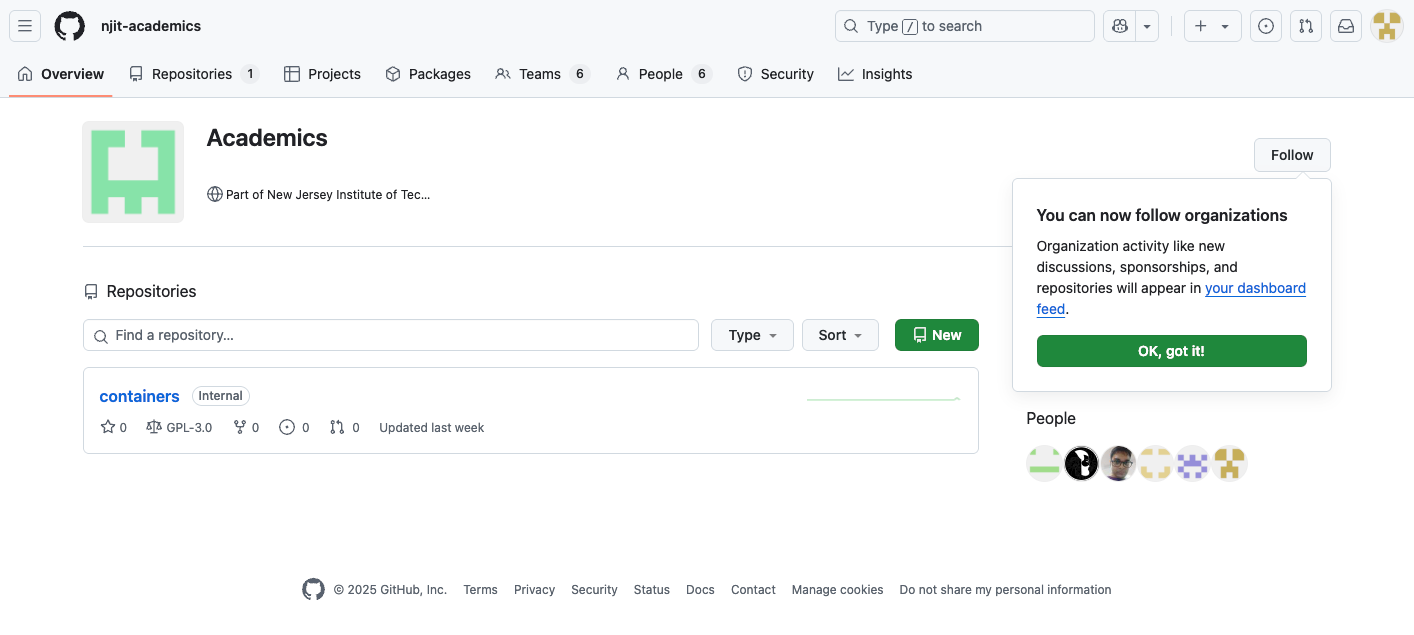 njit-academics
Type / to search
Overview
Repositories 1
Projects
Packages
Teams 6
People 6
Security
Insights
Academics
Part of New Jersey Institute of Tec...
Follow
You can now follow organizations
Organization activity like new
discussions, sponsorships, and
repositories will appear in your dashboard
feed.
OK, got it!
Repositories
Find a repository...
Type
Sort
New
containers Internal
0 GPL-3.0 0 0 0 Updated last week
People
© 2025 GitHub, Inc. Terms Privacy Security Status Docs Contact Manage cookies Do not share my personal information